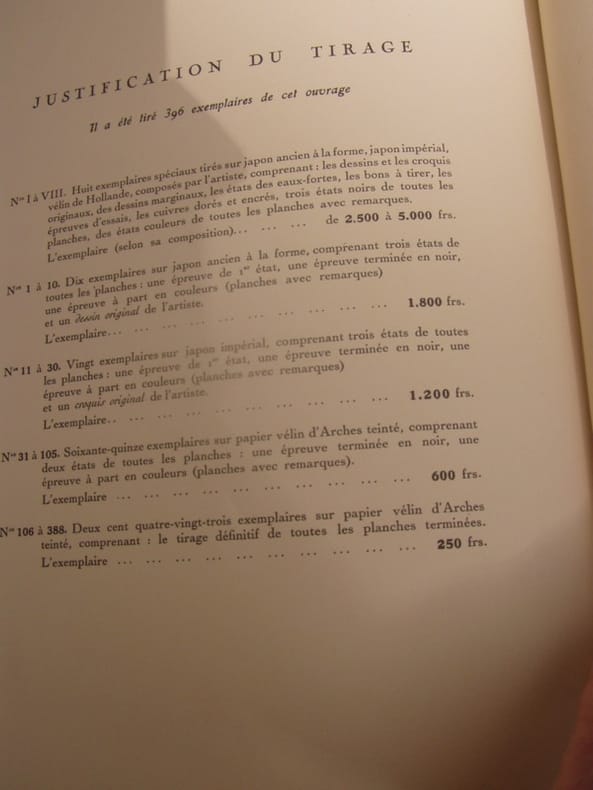 JUSTIFICATION DU TIRAGE
Il a été tiré 396 exemplaires de cet ouvrage
Nos I à VIII. Huit exemplaires spéciaux tirés sur japon ancien à la forme, japon impérial,
vélin de Hollande, composés par l'artiste, comprenant : les dessins et les croquis
originaux, des dessins marginaux, les états des eaux-fortes, les bons à tirer, les
épreuves d'essais, les cuivres dorés et encrés, trois états noirs de toutes les
planches, des états couleurs de toutes les planches avec remarques.
L'exemplaire (selon sa composition)... ... ... de 2.500 à 5.000 frs.
Nos 1 à 10. Dix exemplaires sur japon ancien à la forme, comprenant trois états de
toutes les planches : une épreuve de 1er état, une épreuve terminée en noir,
une épreuve à part en couleurs (planches avec remarques)
et un dessin original de l'artiste.
L'exemplaire... ... ... ... ... ... ... ... ... 1.800 frs.
Nos 11 à 30. Vingt exemplaires sur japon impérial, comprenant trois états de toutes
les planches : une épreuve de 1er état, une épreuve terminée en noir, une
épreuve à part en couleurs (planches avec remarques)
et un croquis original de l'artiste.
L'exemplaire.. ... ... ... ... ... ... ... ... 1.200 frs.
Nos 31 à 105. Soixante-quinze exemplaires sur papier vélin d'Arches teinté, comprenant
deux états de toutes les planches : une épreuve terminée en noir, une
épreuve à part en couleurs (planches avec remarques).
L'exemplaire ... ... ... ... ... ... ... ... ... 600 frs.
Nos 106 à 388. Deux cent quatre-vingt-trois exemplaires sur papier vélin d'Arches
teinté, comprenant : le tirage définitif de toutes les planches terminées.
L'exemplaire ... ... ... ... ... ... ... ... ... 250 frs.